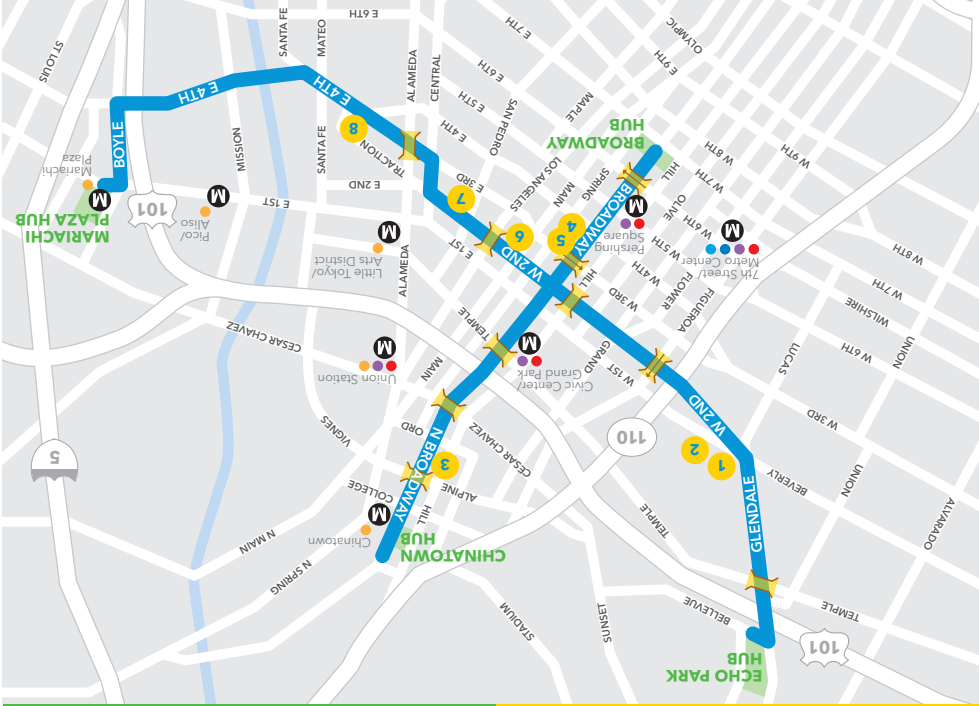 ST LOUIS
SANTA FE
MATEO
E 6TH
ALAMEDA
CENTRAL
E 7TH
OLYMPIC
E 9TH
E 6TH
E 5TH
E 4TH
SAN PEDRO
MAPLE
E 4TH
E 4TH
BOYLE
MISSION
SANTA FE
8
TRACTION
E 2ND
E 3RD
LOS ANGELES
MAIN
SPRING
BROADWAY
HUB
HILL
W 8TH
W 9TH
W 7TH
Mariachi
Plaza
M
MARIACHI
PLAZA HUB
101
M
Pico/
Aliso
E 1ST
M
Little Tokyo/
Arts District
ALAMEDA
7
E 1ST
6
W 2ND
5
4
BROADWAY
M
Pershing
Square
OLIVE
W 6TH
W 5TH
W 4TH
FLOWER
FIGUEROA
M
7th Street/
Metro Center
W 8TH
W 7TH
WILSHIRE
W 6TH
HILL
W 3RD
GRAND
W 1ST
TEMPLE
CESAR CHAVEZ
M
Union Station
MAIN
M
Civic Center/
Grand Park
LUCAS
UNION
W 3RD
W 2ND
110
VIGNES
ORD
CESAR CHAVEZ
N BROADWAY
3
2
1
5
COLLEGE
ALPINE
HILL
M
Chinatown
CHINATOWN
HUB
BEVERLY
UNION
TEMPLE
GLENDALE
ALVARADO
N MAIN
N SPRING
STADIUM
SUNSET
BELLEVUE
TEMPLE
101
ECHO PARK
HUB